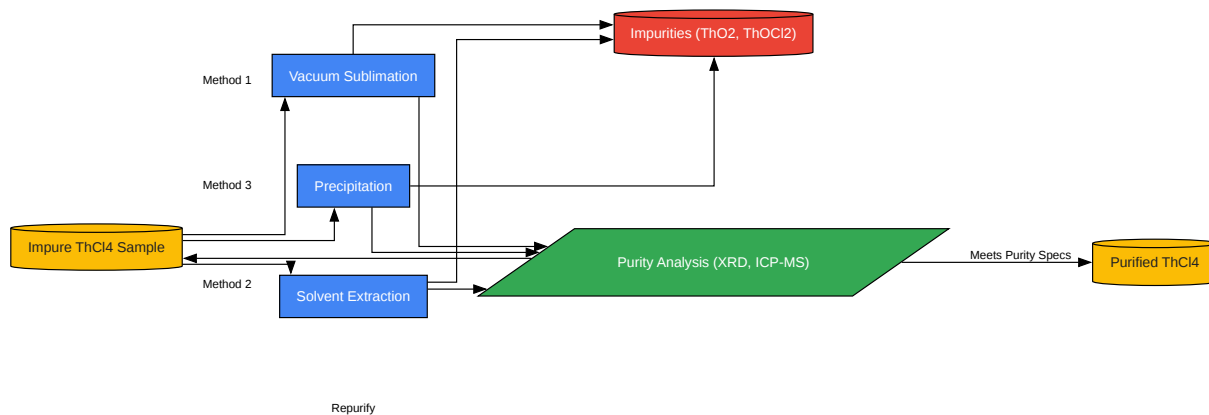 Impurities (ThO2, ThOCl2)
Method 1
Vacuum Sublimation
Method 3
Precipitation
Impure ThCl4 Sample
Purity Analysis (XRD, ICP-MS)
Meets Purity Specs
Purified ThCl4
Method 2
Solvent Extraction
Repurify